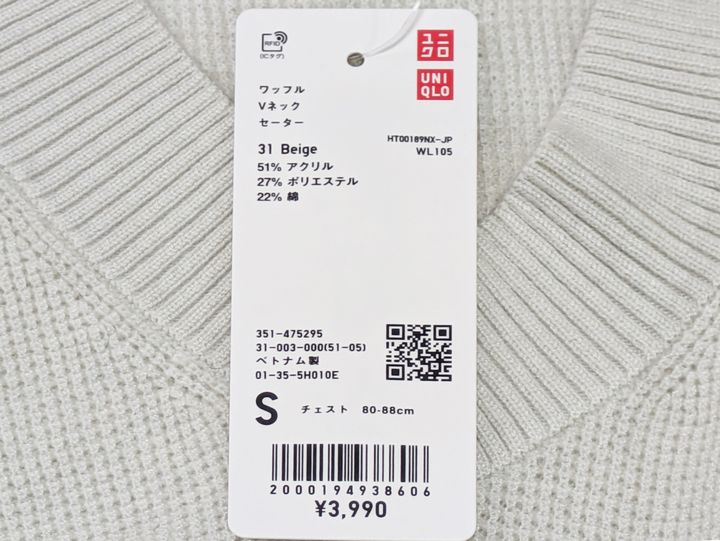 RFID
(ICタグ)
ユニ
クロ
UNI
QLO
ワッフル
Vネック
セーター
HT00189NX-JP
31 Beige
WL105
51% アクリル
27% ポリエステル
22% 綿
351-475295
31-003-000(51-05)
ベトナム製
01-35-5H010E
S チェスト 80-88cm
2000194938606
¥3,990